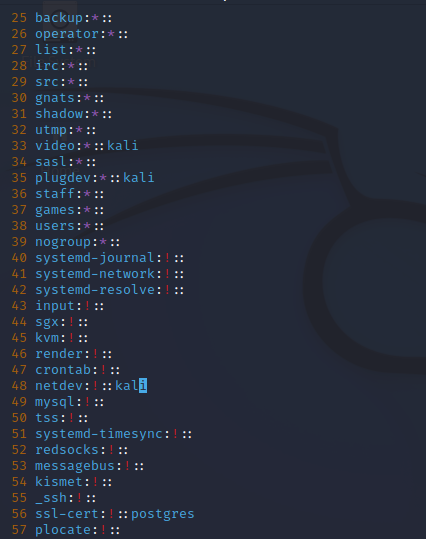 25 backup:*::
26 operator:*::
27 list:*::
28 irc:*::
29 src:*::
30 gnats:*::
31 shadow:*::
32 utmp:*::
33 video:*::kali
34 sasl:*::
35 plugdev:*::kali
36 staff:*::
37 games:*::
38 users:*::
39 nogroup:*::
40 systemd-journal:!::
41 systemd-network:!::
42 systemd-resolve:!::
43 input:!::
44 sgx:!::
45 kvm:!::
46 render:!::
47 crontab:!::
48 netdev:!::kali
49 mysql:!::
50 tss:!::
51 systemd-timesync:!::
52 redsocks:!::
53 messagebus:!::
54 kismet:!::
55 _ssh:!::
56 ssl-cert:!::postgres
57 plocate:!::